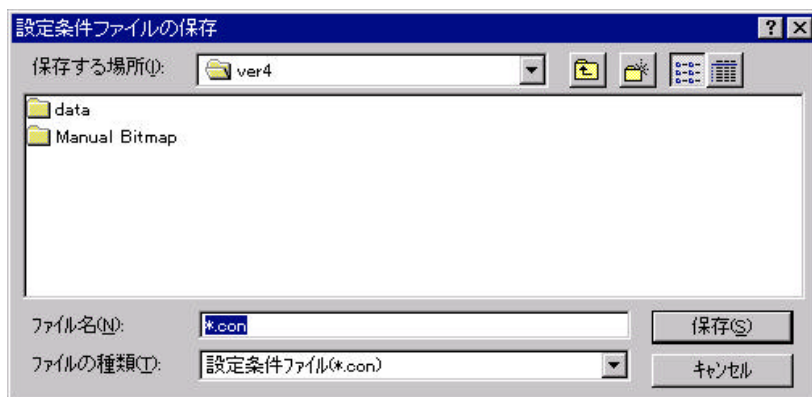 設定条件ファイルの保存
保存する場所(I): ver4
data
Manual Bitmap
ファイル名(N): *.con 保存(S)
ファイルの種類(T): 設定条件ファイル(*.con) キャンセル